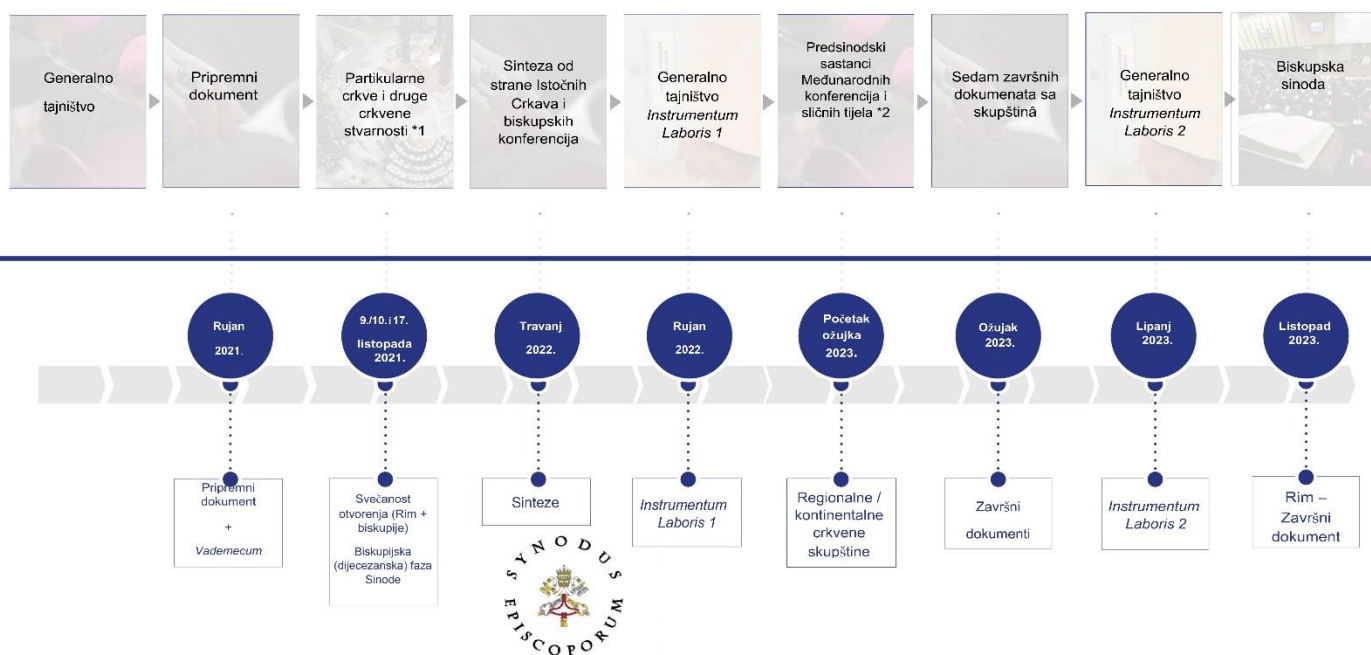 Generalno
tajništvo
Pripremni
dokument
Partikularne
crkve i druge
crkvene
stvarnosti *1
Sinteza od
strane Istočnih
Crkava i
biskupskih
konferencija
Generalno
tajništvo
Instrumentum
Laboris 1
Predsinodski
sastanci
Međunarodnih
konferencija i
sličnih tijela *2
Sedam završnih
dokumenata sa
skupštinâ
Generalno
tajništvo
Instrumentum
Laboris 2
Biskupska
sinoda
Rujan
2021.
9./10. i 17.
listopada
2021.
Travanj
2022.
Rujan
2022.
Početak
ožujka
2023.
Ožujak
2023.
Lipanj
2023.
Listopad
2023.
Pripremni
dokument
+
Vademecum
Svečanost
otvorenja (Rim +
biskupije)
Biskupijska
(dijecezanska) faza
Sinode
Sinteze
Instrumentum
Laboris 1
Regionalne /
kontinentalne
crkvene
skupštine
Završni
dokumenti
Instrumentum
Laboris 2
Rim –
Završni
dokument
SYNODUS
EPISCOPORUM